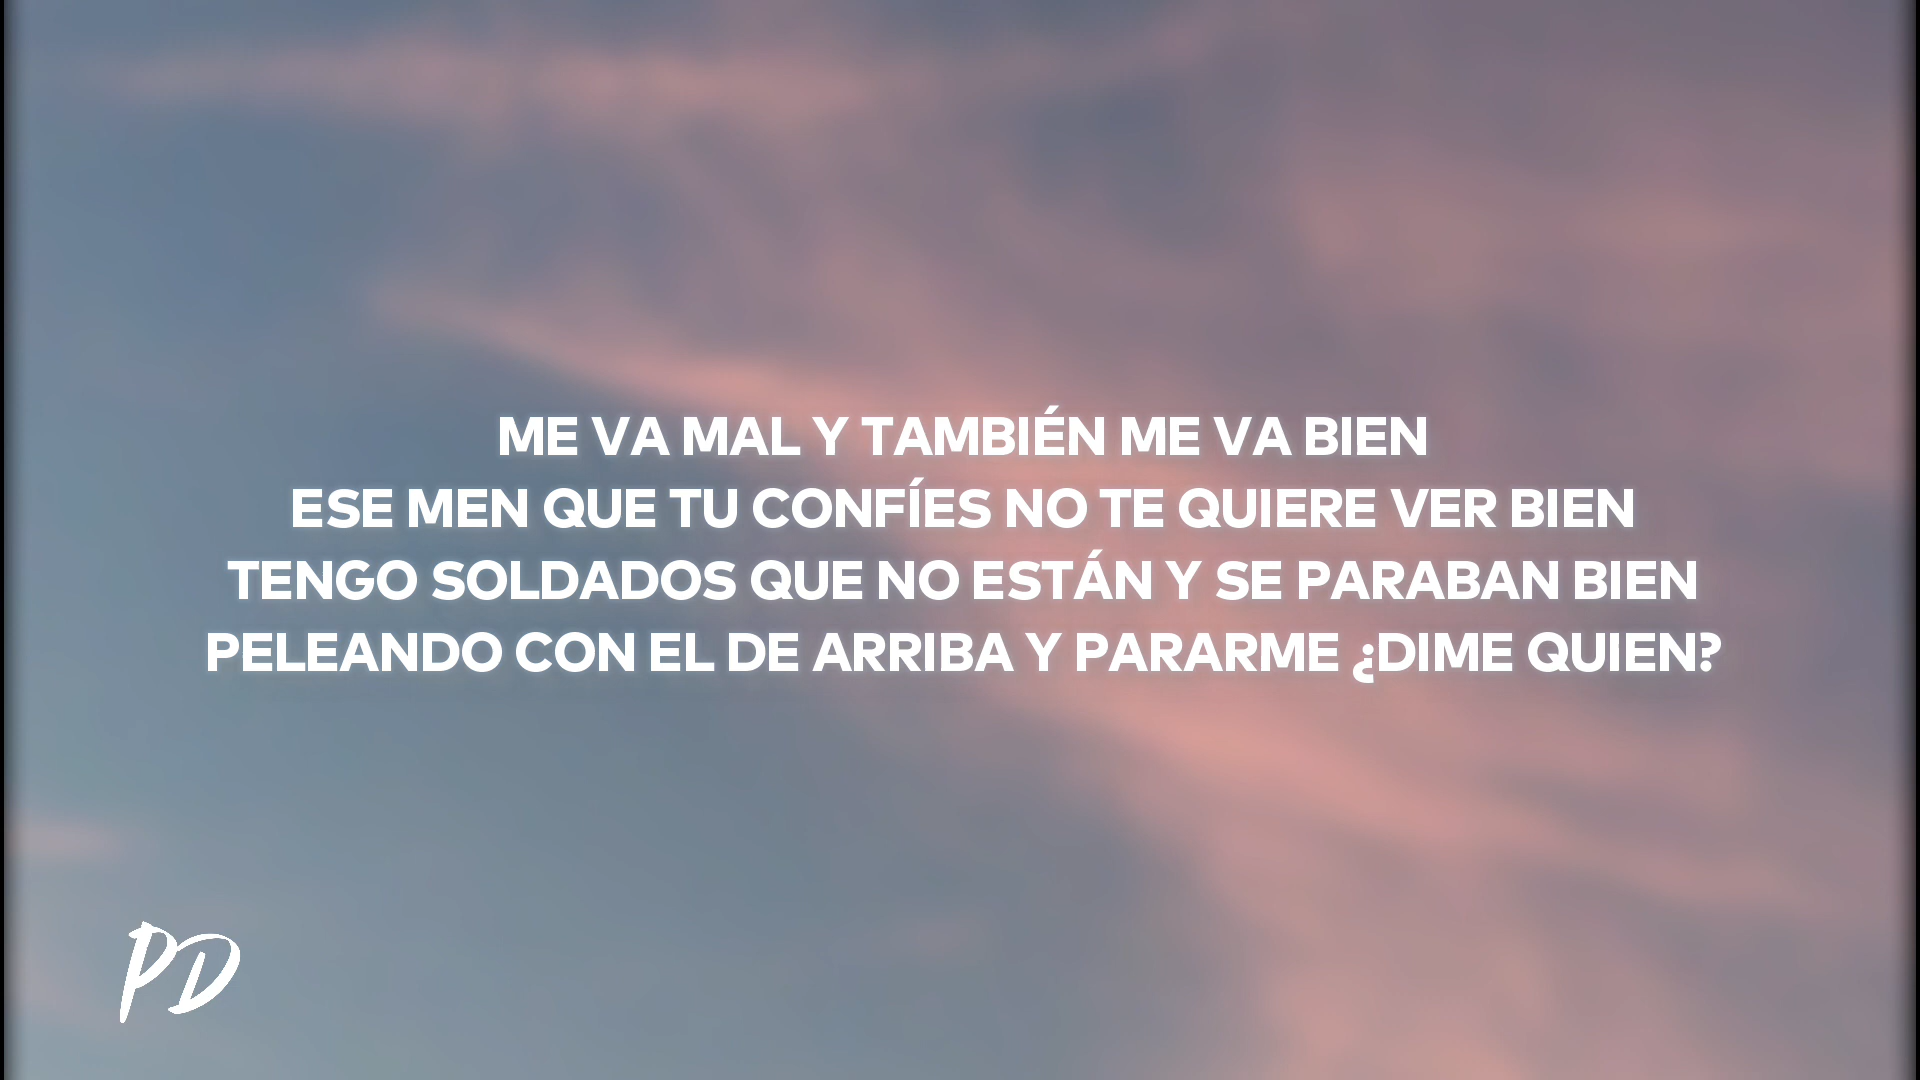 ME VA MAL Y TAMBIÉN ME VA BIEN
ESE MEN QUE TU CONFÍES NO TE QUIERE VER BIEN
TENGO SOLDADOS QUE NO ESTÁN Y SE PARABAN BIEN
PELEANDO CON EL DE ARRIBA Y PARARME ¿DIME QUIEN?
PD